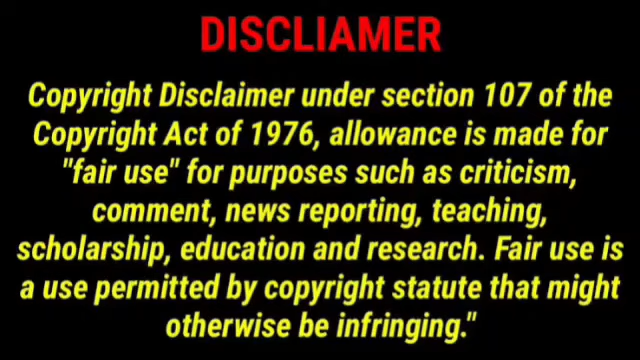 DISCLIAMER
Copyright Disclaimer under section 107 of the
Copyright Act of 1976, allowance is made for
"fair use" for purposes such as criticism,
comment, news reporting, teaching,
scholarship, education and research. Fair use is
a use permitted by copyright statute that might
otherwise be infringing."